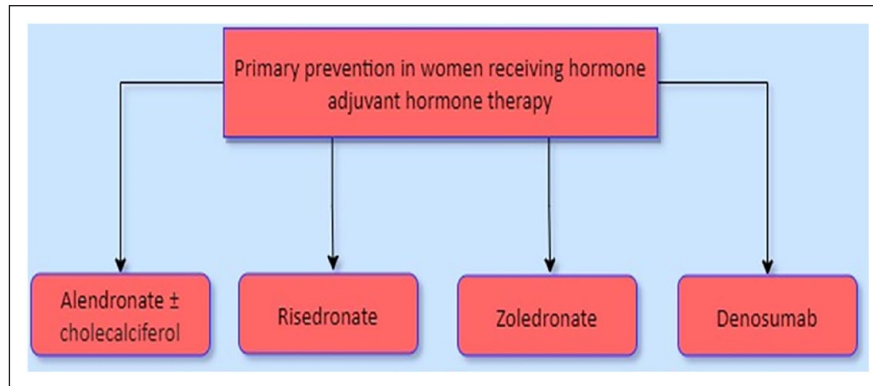 Primary prevention in women receiving hormone
adjuvant hormone therapy
Alendronate ±
cholecalciferol
Risedronate
Zoledronate
Denosumab